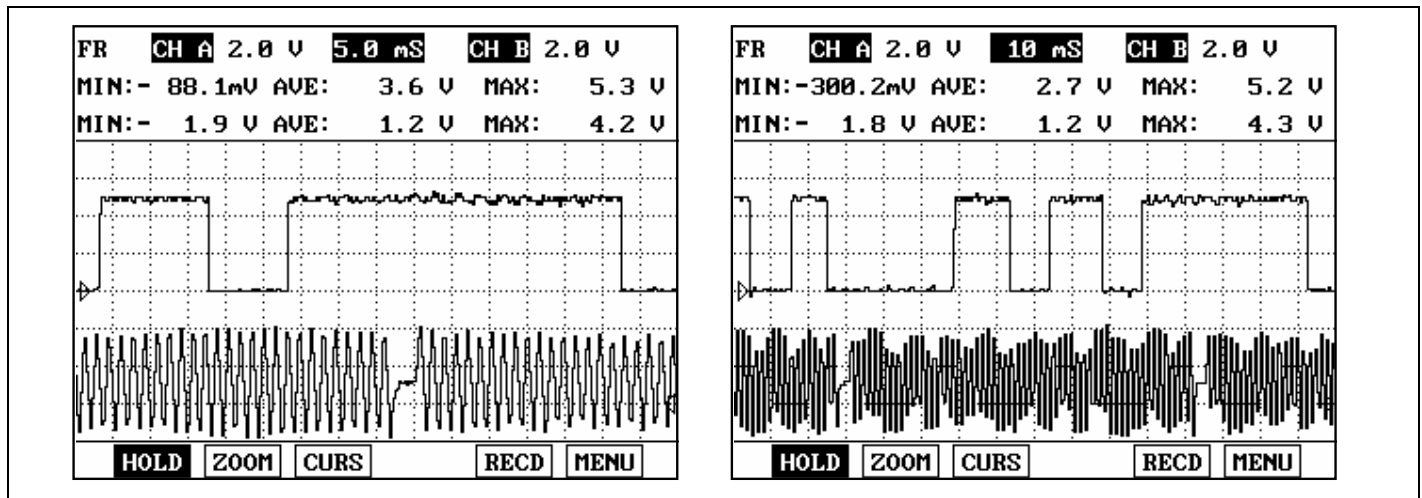 FR CH A 2.0 V 5.0 mS CH B 2.0 V
MIN:- 88.1mV AVE: 3.6 V MAX: 5.3 V
MIN:- 1.9 V AVE: 1.2 V MAX: 4.2 V
HOLD ZOOM CURS RECD MENU
FR CH A 2.0 V 10 mS CH B 2.0 V
MIN:-300.2mV AVE: 2.7 V MAX: 5.2 V
MIN:- 1.8 V AVE: 1.2 V MAX: 4.3 V
HOLD ZOOM CURS RECD MENU